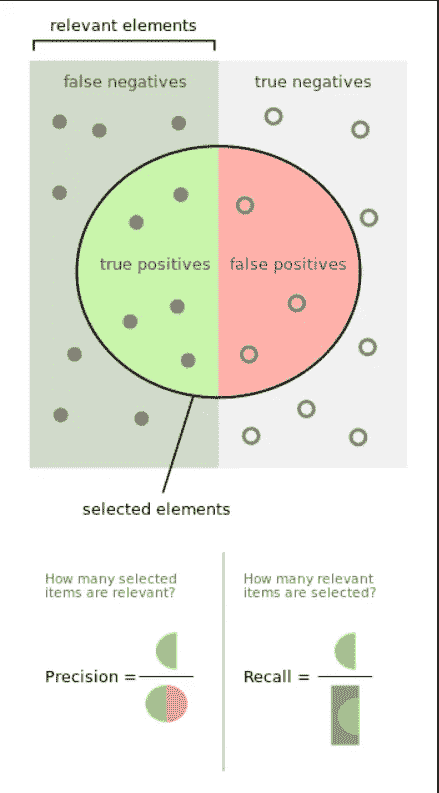 relevant elements
false negatives
true negatives
true positives
false positives
selected elements
How many selected
items are relevant?
How many relevant
items are selected?
Precision =
Recall =